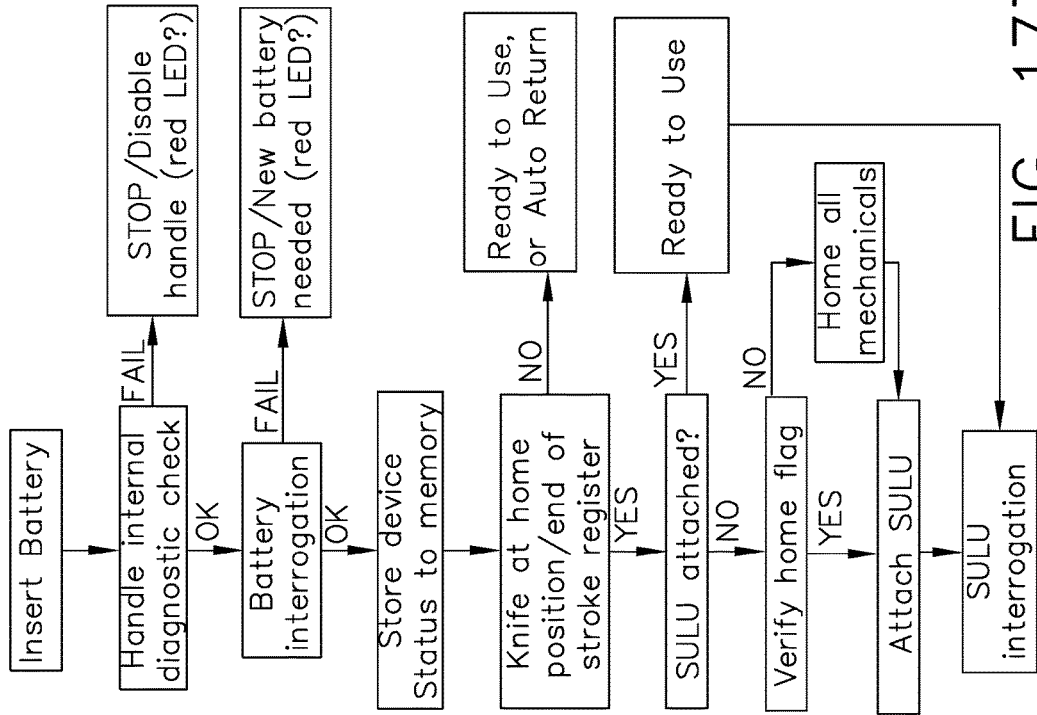 Insert Battery
Handle internal
diagnostic check
FAIL
STOP/Disable
handle (red LED?)
OK
Battery
interrogation
FAIL
STOP/New battery
needed (red LED?)
OK
Store device
Status to memory
Knife at home
position/end of
stroke register
NO
Ready to Use,
or Auto Return
YES
SULU attached?
YES
Ready to Use
NO
Verify home flag
NO
Home all
mechanicals
YES
Attach SULU
SULU
interrogation
FIG.